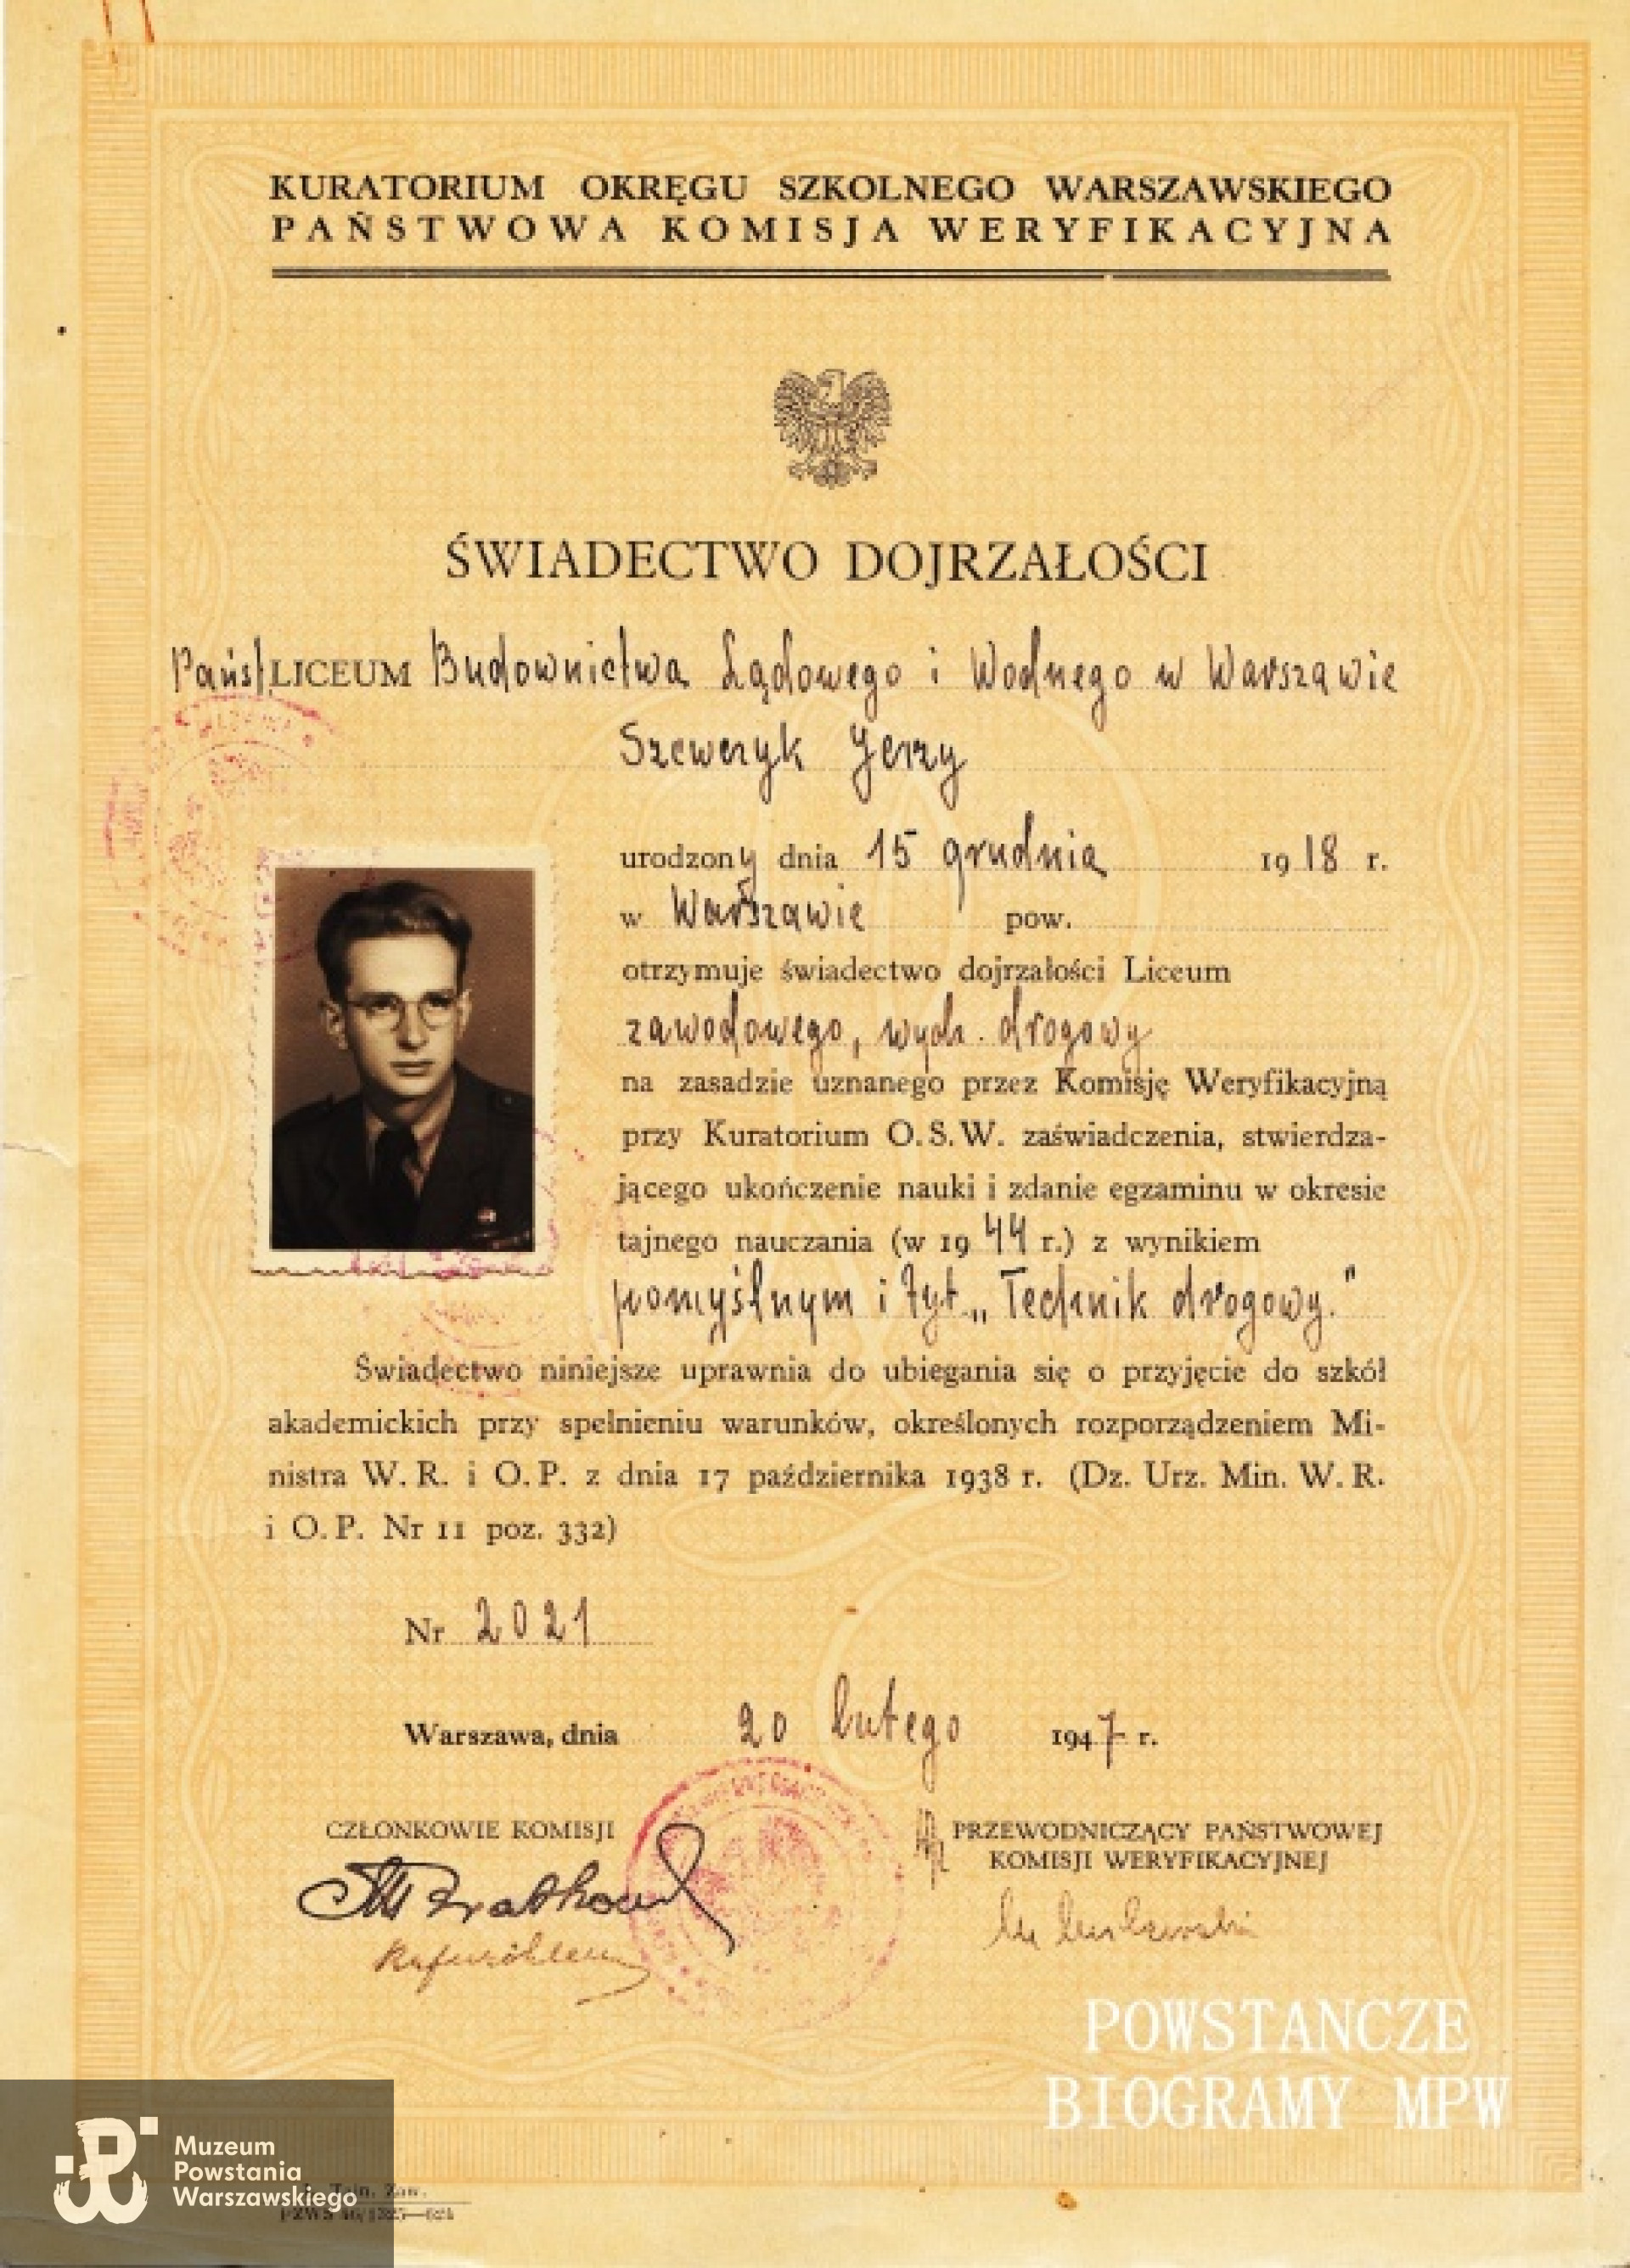 KURATORIUM OKRĘGU SZKOLNEGO WARSZAWSKIEGO
PAŃSTWOWA KOMISJA WERYFIKACYJNA
ŚWIADECTWO DOJRZAŁOŚCI
Państ. LICEUM Budownictwa Lądowego i Wodnego w Warszawie
Szeweryk Jerzy
urodzony dnia 15 grudnia 1918 r.
w Warszawie pow.
otrzymuje świadectwo dojrzałości Liceum
zawodowego, wydz. drogowy
na zasadzie uznanego przez Komisję Weryfikacyjną
przy Kuratorium O.S.W. zaświadczenia, stwierdza-
jącego ukończenie nauki i zdanie egzaminu w okresie
tajnego nauczania (w 1944 r.) z wynikiem
pomyślnym i tyt. „Technik drogowy."
Świadectwo niniejsze uprawnia do ubiegania się o przyjęcie do szkół
akademickich przy spełnieniu warunków, określonych rozporządzeniem Mi-
nistra W. R. i O. P. z dnia 17 października 1938 r. (Dz. Urz. Min. W. R.
i O. P. Nr 11 poz. 332)
Nr 2021
Warszawa, dnia 20 lutego 1947 r.
CZŁONKOWIE KOMISJI
PRZEWODNICZĄCY PAŃSTWOWEJ
KOMISJI WERYFIKACYJNEJ
POWSTANCZE
BIOGRAMY MPW
Muzeum
Powstania
Warszawskiego